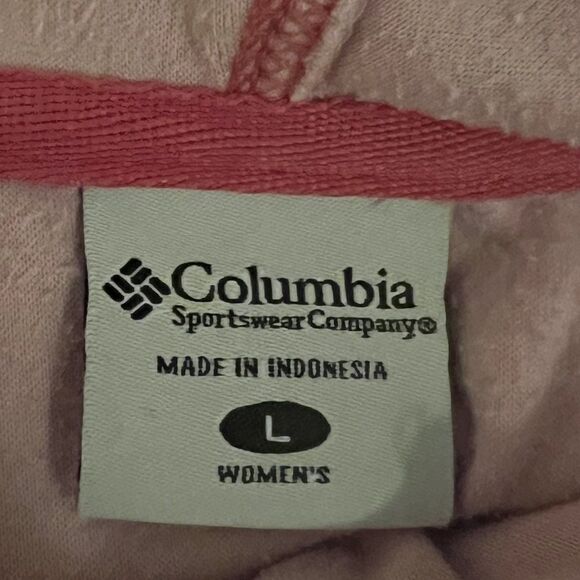 Columbia
Sportswear Company®
MADE IN INDONESIA
L
WOMEN'S